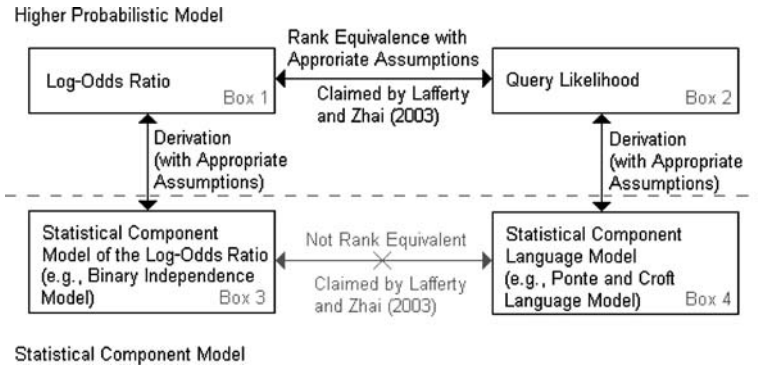 Higher Probabilistic Model
Log-Odds Ratio
Box 1
Rank Equivalence with
Approriate Assumptions
Claimed by Lafferty
and Zhai (2003)
Query Likelihood
Box 2
Derivation
(with Appropriate
Assumptions)
Derivation
(with Appropriate
Assumptions)
Statistical Component
Model of the Log-Odds Ratio
(e.g., Binary Independence
Model)
Box 3
Not Rank Equivalent
Claimed by Lafferty
and Zhai (2003)
Statistical Component
Language Model
(e.g., Ponte and Croft
Language Model)
Box 4
Statistical Component Model